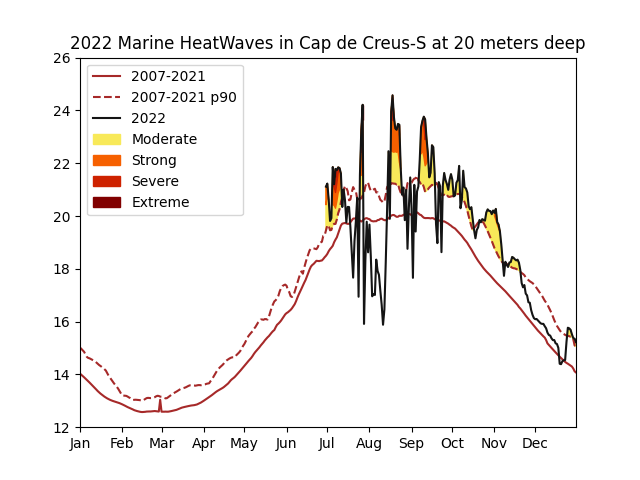 2022 Marine HeatWaves in Cap de Creus-S at 20 meters deep
26
24
22
20
18
16
14
12
2007-2021
2007-2021 p90
2022
Moderate
Strong
Severe
Extreme
Jan Feb Mar Apr May Jun Jul Aug Sep Oct Nov Dec